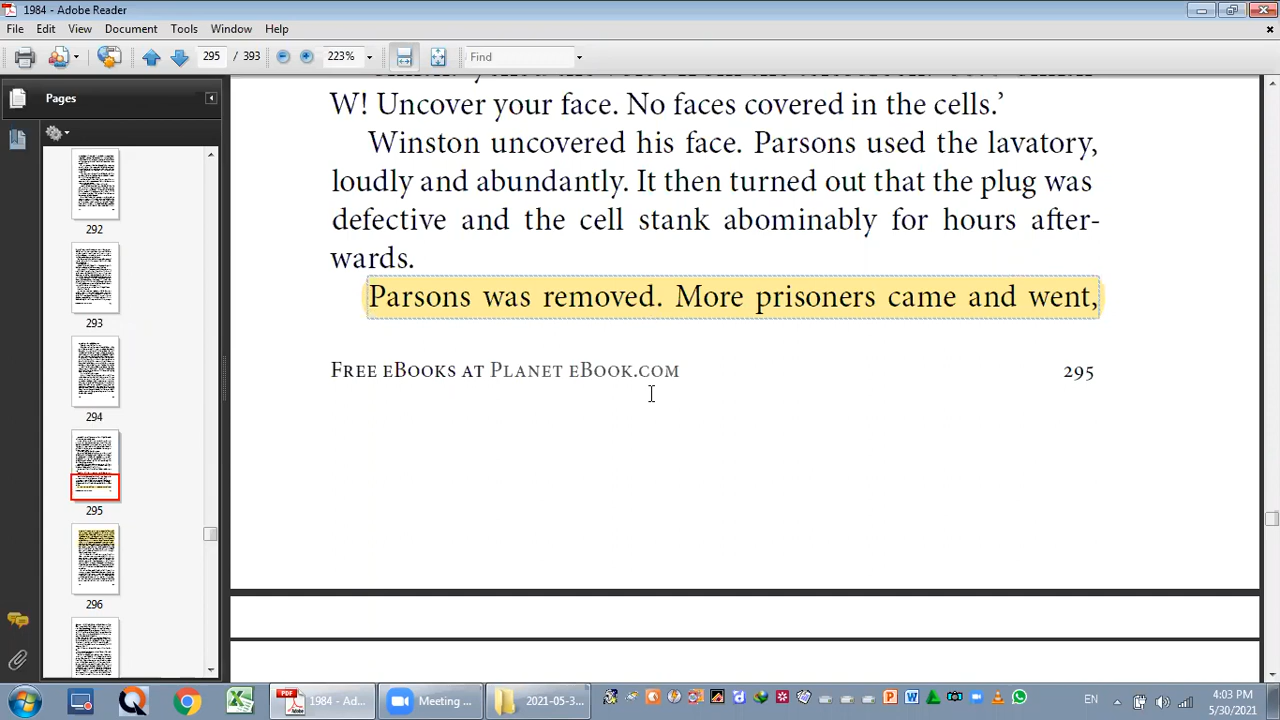 1984 - Adobe Reader
File Edit View Document Tools Window Help
295 / 393 223% Find
Pages
292
293
294
295
296
W! Uncover your face. No faces covered in the cells.’
Winston uncovered his face. Parsons used the lavatory,
loudly and abundantly. It then turned out that the plug was
defective and the cell stank abominably for hours after-
wards.
Parsons was removed. More prisoners came and went,
Free eBooks at Planet eBook.com 295
1984 - Ad... Meeting ... 2021-05-3... EN 4:03 PM
5/30/2021